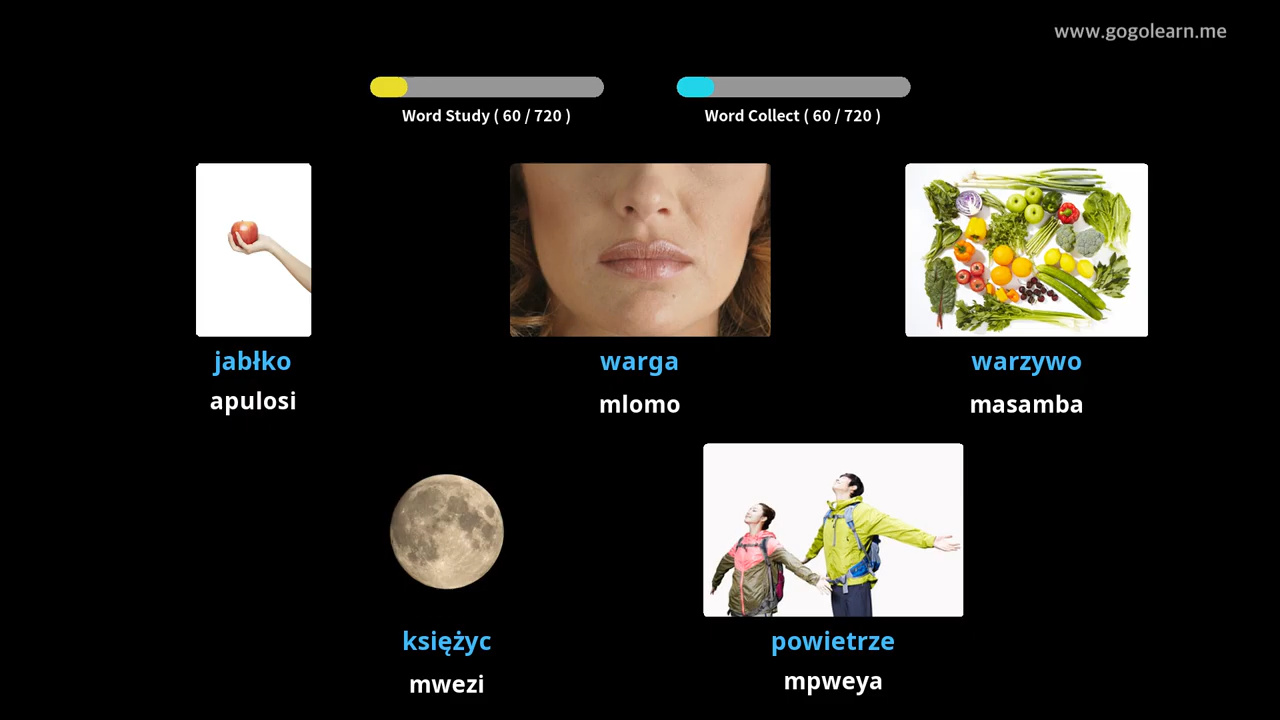 www.gogolearn.me
Word Study ( 60 / 720 )
Word Collect ( 60 / 720 )
jabłko
warga
warzywo
apulosi
mlomo
masamba
księżyc
powietrze
mwezi
mpweya